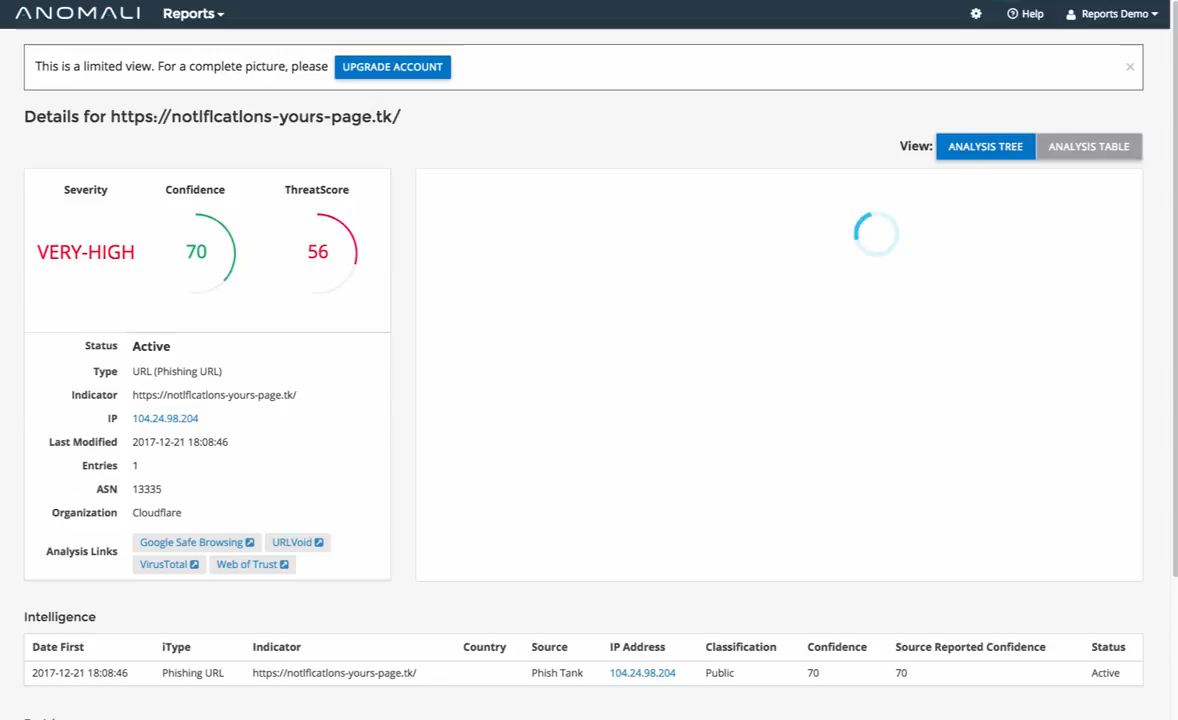 ANOMALI Reports Help Reports Demo
This is a limited view. For a complete picture, please UPGRADE ACCOUNT ×
Details for https://notlflcatlons-yours-page.tk/
View: ANALYSIS TREE ANALYSIS TABLE
Severity Confidence ThreatScore
VERY-HIGH 70 56
Status Active
Type URL (Phishing URL)
Indicator https://notlflcatlons-yours-page.tk/
IP 104.24.98.204
Last Modified 2017-12-21 18:08:46
Entries 1
ASN 13335
Organization Cloudflare
Analysis Links Google Safe Browsing URLVoid
VirusTotal Web of Trust
Intelligence
Date First iType Indicator Country Source IP Address Classification Confidence Source Reported Confidence Status
2017-12-21 18:08:46 Phishing URL https://notlflcatlons-yours-page.tk/ Phish Tank 104.24.98.204 Public 70 70 Active